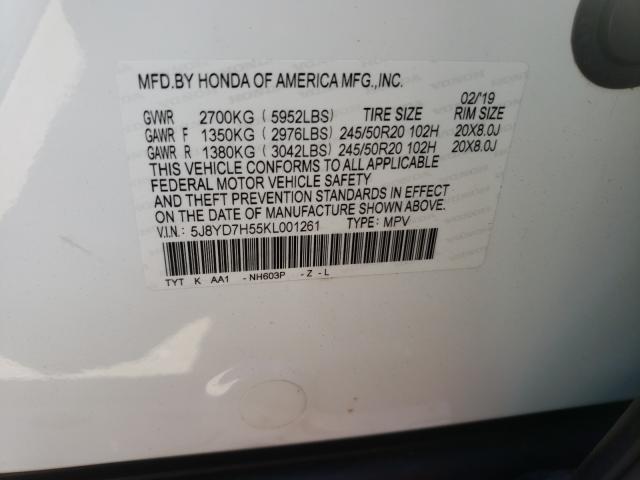 MFD.BY HONDA OF AMERICA MFG.,INC.
02/'19
GVWR 2700KG (5952LBS) TIRE SIZE RIM SIZE
GAWR F 1350KG (2976LBS) 245/50R20 102H 20X8.0J
GAWR R 1380KG (3042LBS) 245/50R20 102H 20X8.0J
THIS VEHICLE CONFORMS TO ALL APPLICABLE
FEDERAL MOTOR VEHICLE SAFETY
AND THEFT PREVENTION STANDARDS IN EFFECT
ON THE DATE OF MANUFACTURE SHOWN ABOVE.
V.I.N.: 5J8YD7H55KL001261 TYPE: MPV
TYT K AA1 -NH603P -Z-L